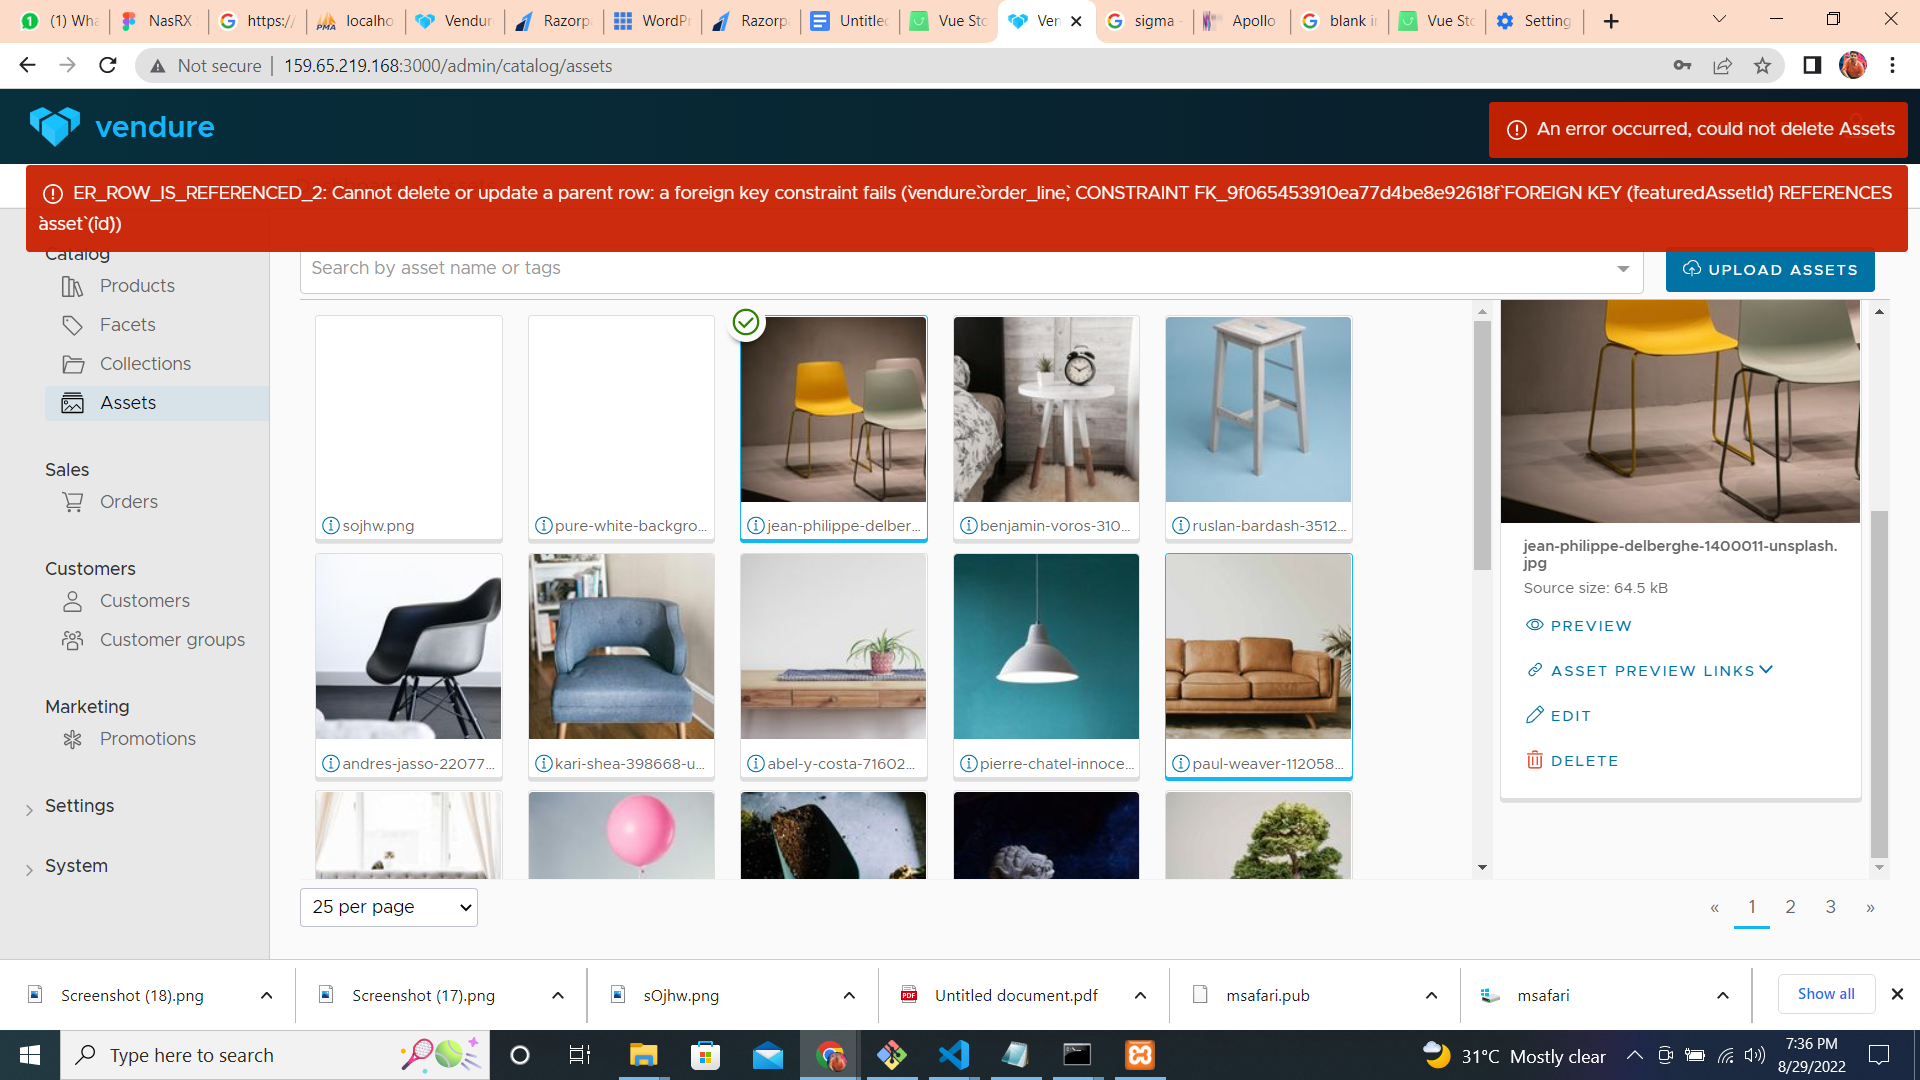 (1) Wha
NasRX
https:/
localho
Vendur
Razorp
WordPr
Razorp
Untitle
Vue Sto
Ven
sigma
Apollo
blank i
Vue Sto
Setting
Not secure
159.65.219.168:3000/admin/catalog/assets
vendure
An error occurred, could not delete Assets
ER_ROW_IS_REFERENCED_2: Cannot delete or update a parent row: a foreign key constraint fails (`vendure`.`order_line`, CONSTRAINT `FK_9f065453910ea77d4be8e92618f` FOREIGN KEY (`featuredAssetId`) REFERENCES
`asset` (`id`))
Catalog
Products
Facets
Collections
Assets
Sales
Orders
Customers
Customers
Customer groups
Marketing
Promotions
Settings
System
Search by asset name or tags
UPLOAD ASSETS
sojhw.png
pure-white-backgro...
jean-philippe-delber...
benjamin-voros-310...
ruslan-bardash-3512...
andres-jasso-22077...
kari-shea-398668-u...
abel-y-costa-71602...
pierre-chatel-innoce...
paul-weaver-112058...
jean-philippe-delberghe-1400011-unsplash.
jpg
Source size: 64.5 kB
PREVIEW
ASSET PREVIEW LINKS
EDIT
DELETE
25 per page
« 1 2 3 »
Screenshot (18).png
Screenshot (17).png
sOjhw.png
Untitled document.pdf
msafari.pub
msafari
Show all
Type here to search
31°C Mostly clear
7:36 PM
8/29/2022